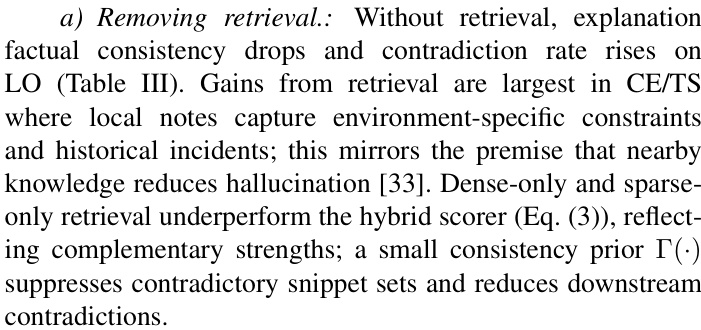 a) Removing retrieval.: Without retrieval, explanation
factual consistency drops and contradiction rate rises on
LO (Table III). Gains from retrieval are largest in CE/TS
where local notes capture environment-specific constraints
and historical incidents; this mirrors the premise that nearby
knowledge reduces hallucination [33]. Dense-only and sparse-
only retrieval underperform the hybrid scorer (Eq. (3)), reflect-
ing complementary strengths; a small consistency prior Γ(·)
suppresses contradictory snippet sets and reduces downstream
contradictions.